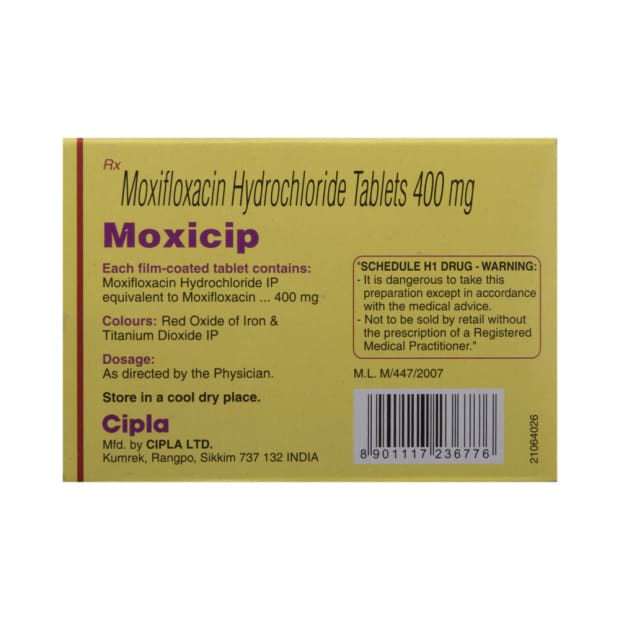 Rx
Moxifloxacin Hydrochloride Tablets 400 mg
Moxicip
Each film-coated tablet contains:
Moxifloxacin Hydrochloride IP
equivalent to Moxifloxacin ... 400 mg
Colours: Red Oxide of Iron &
Titanium Dioxide IP
Dosage:
As directed by the Physician.
Store in a cool dry place.
Cipla
Mfd. by CIPLA LTD.
Kumrek, Rangpo, Sikkim 737 132 INDIA
"SCHEDULE H1 DRUG - WARNING:
- It is dangerous to take this
preparation except in accordance
with the medical advice.
- Not to be sold by retail without
the prescription of a Registered
Medical Practitioner."
M.L. M/447/2007
8 901117 236776
21064026